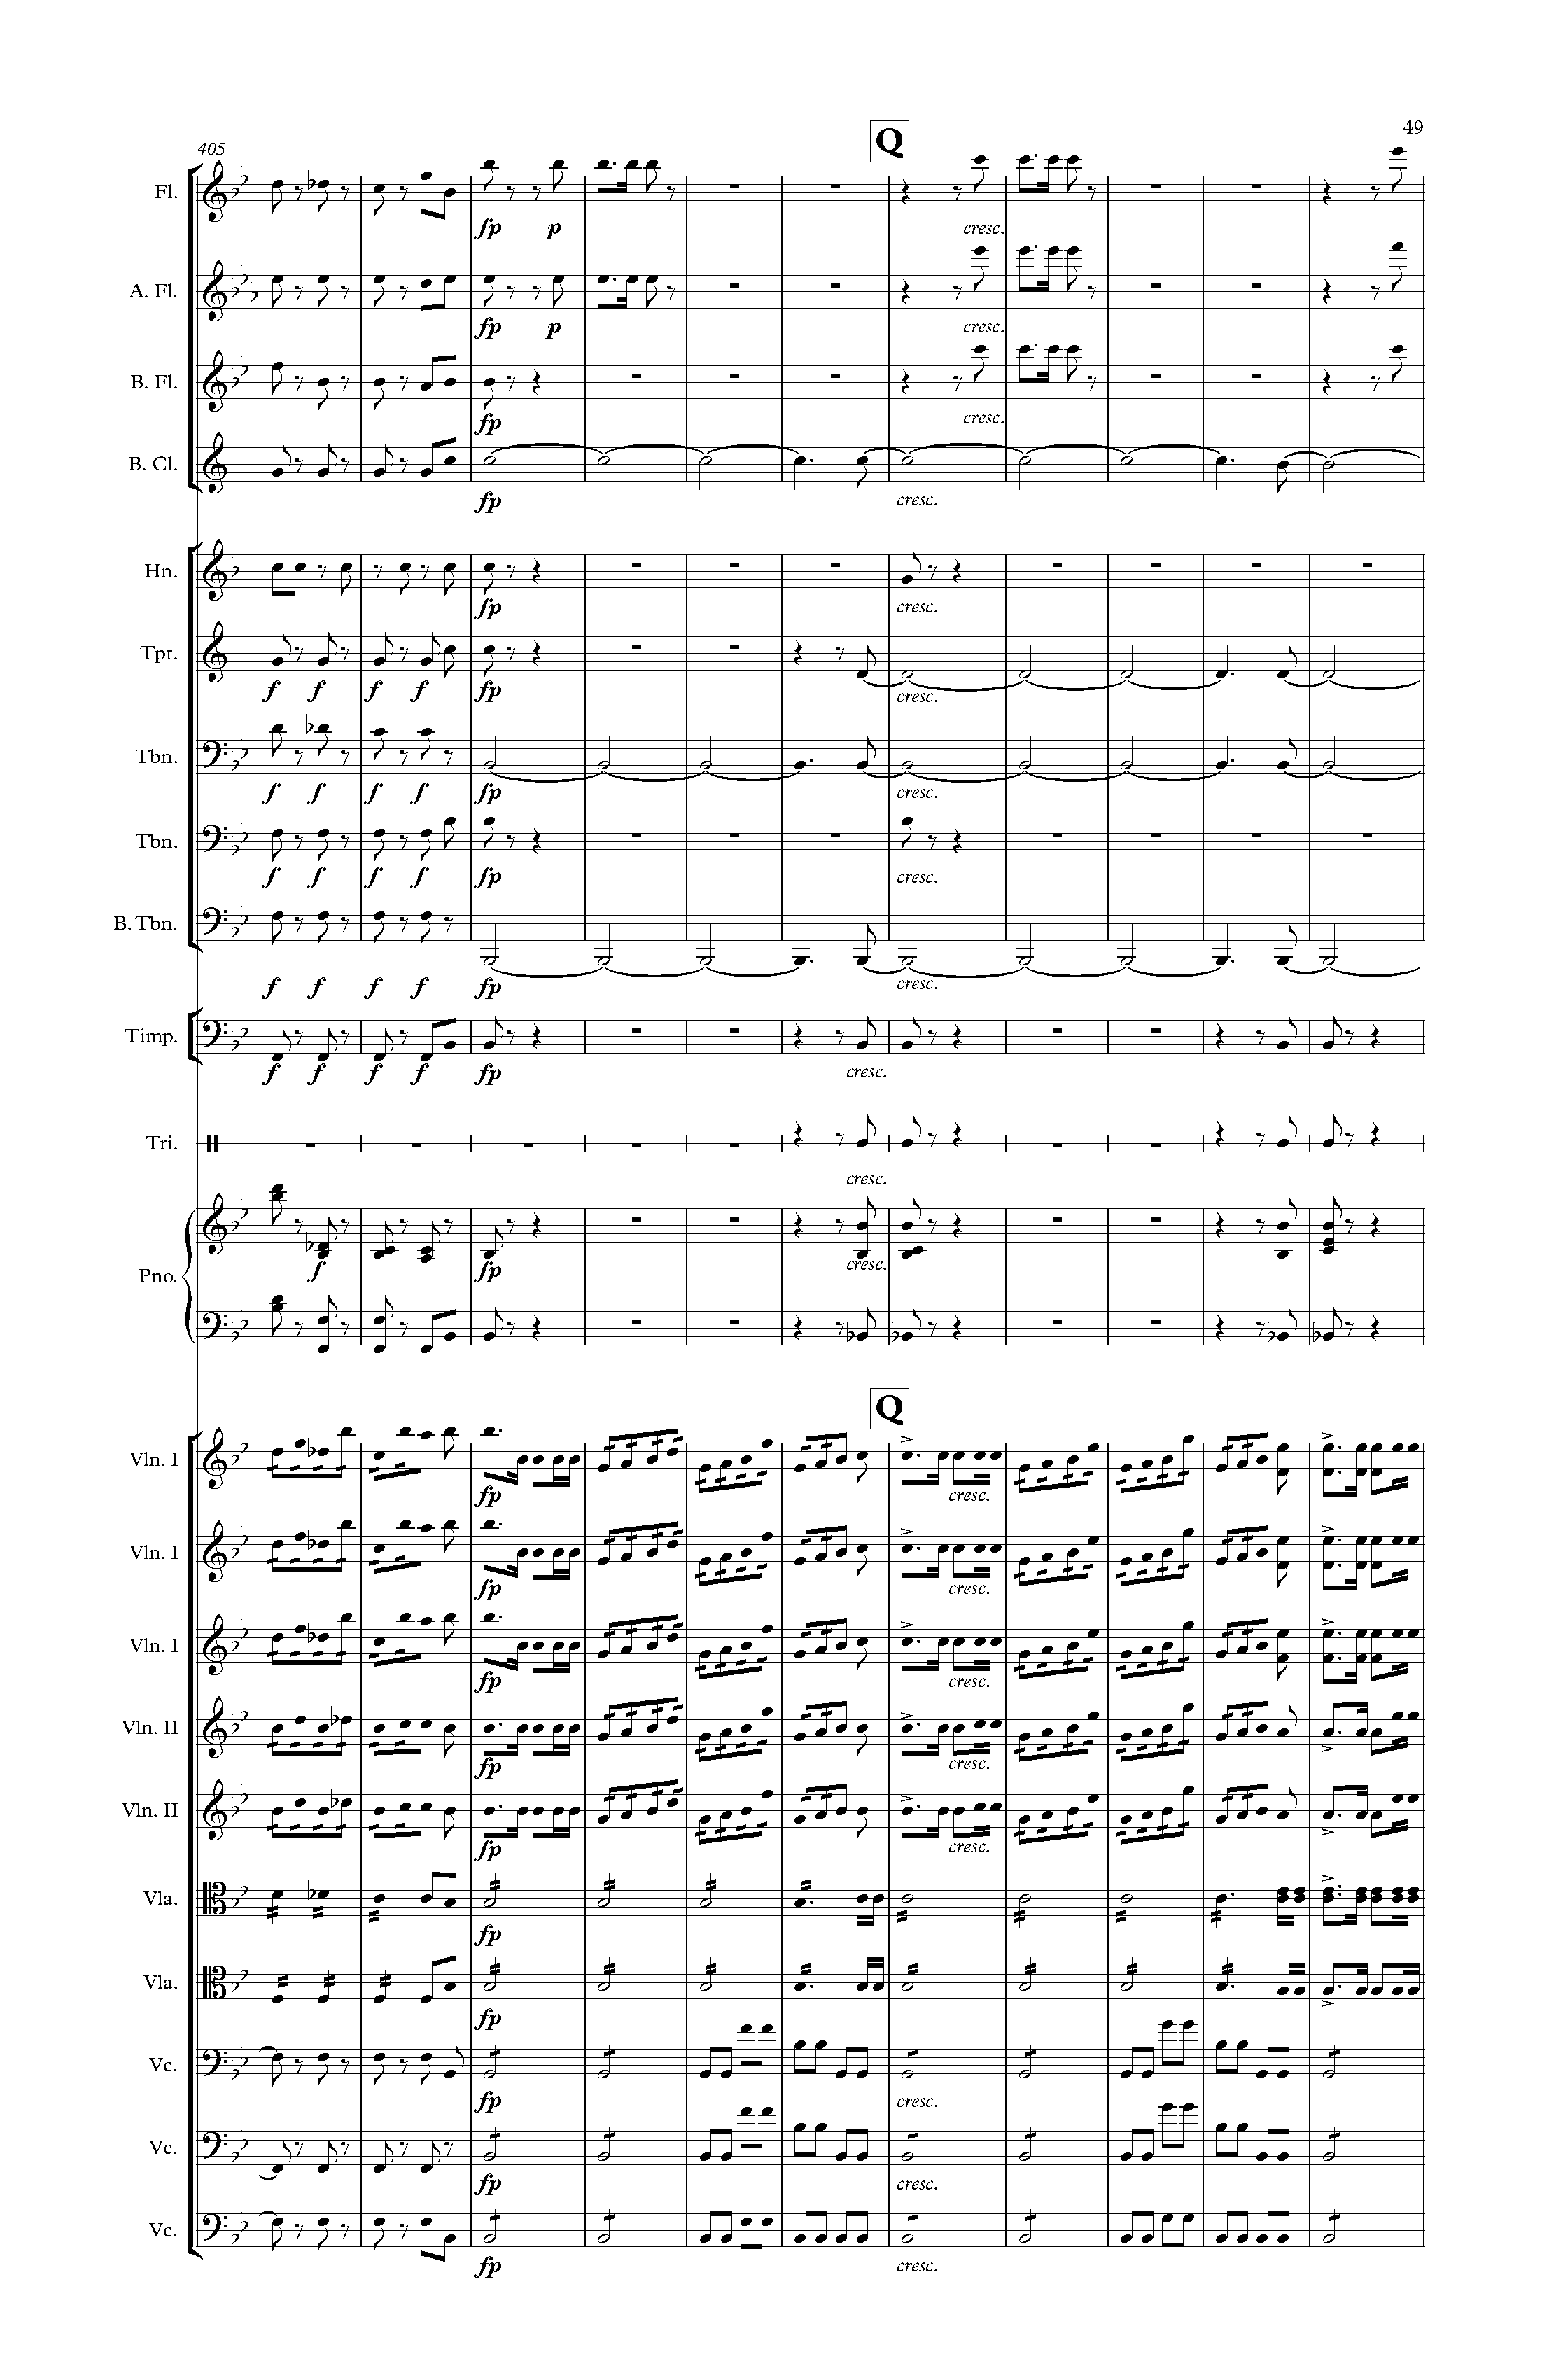 49
Q
405
Fl.
fp p cresc.
A. Fl.
fp p cresc.
B. Fl.
fp cresc.
B. Cl.
fp cresc.
Hn.
fp cresc.
Tpt.
f f f f fp cresc.
Tbn.
f f f f fp cresc.
Tbn.
f f f f fp cresc.
B. Tbn.
f f f f fp cresc.
Timp.
f f f f fp cresc.
Tri.
cresc.
f fp cresc.
Pno.
Q
Vln. I
fp cresc.
Vln. I
fp cresc.
Vln. I
fp cresc.
Vln. II
fp cresc.
Vln. II
fp cresc.
Vla.
fp
Vla.
fp
Vc.
fp cresc.
Vc.
fp cresc.
Vc.
fp cresc.